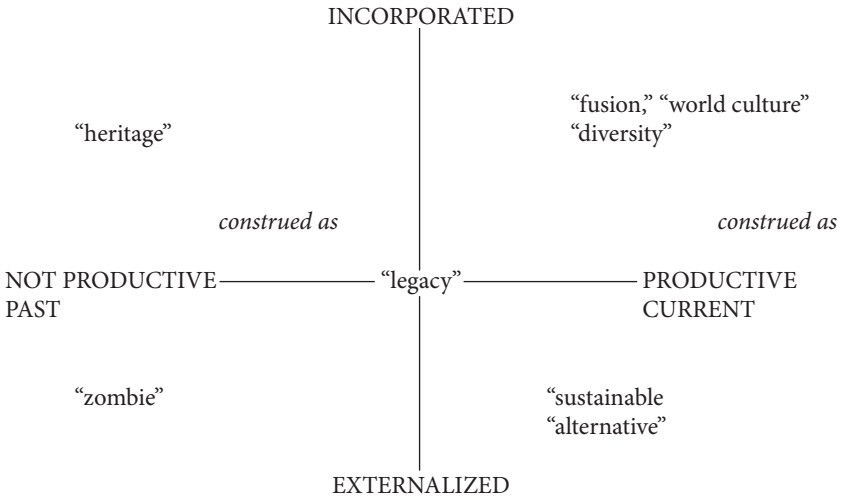 INCORPORATED
“fusion,” “world culture”
“heritage”
“diversity”
construed as
construed as
NOT PRODUCTIVE
“legacy”
PRODUCTIVE
PAST
CURRENT
“zombie”
“sustainable
“alternative”
EXTERNALIZED